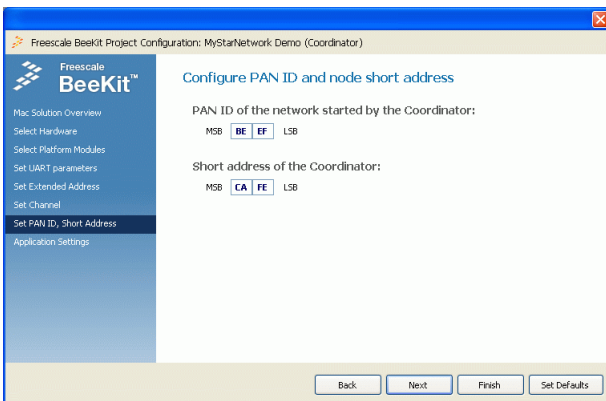 Freescale BeeKit Project Configuration: MyStarNetwork Demo (Coordinator)
Freescale
BeeKit™
Mac Solution Overview
Select Hardware
Select Platform Modules
Set UART parameters
Set Extended Address
Set Channel
Set PAN ID, Short Address
Application Settings
Configure PAN ID and node short address
PAN ID of the network started by the Coordinator:
MSB BE EF LSB
Short address of the Coordinator:
MSB CA FE LSB
Back Next Finish Set Defaults